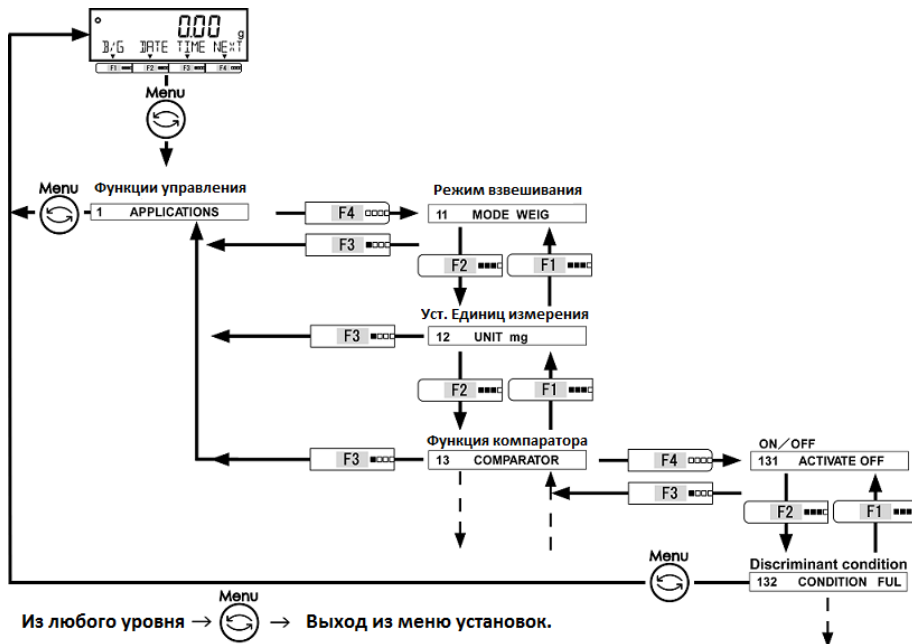 0.00 g
B/G DATE TIME NEXT
F1 F2 F3 F4
Menu
Menu
Функции управления
1 APPLICATIONS
F4
F3
Режим взвешивания
11 MODE WEIG
F2 F1
Уст. Единиц измерения
F3
12 UNIT mg
F2 F1
Функция компаратора
F3
13 COMPARATOR
F4
F3
ON/OFF
131 ACTIVATE OFF
F2 F1
Discriminant condition
132 CONDITION FUL
Menu
Из любого уровня → Menu → Выход из меню установок.